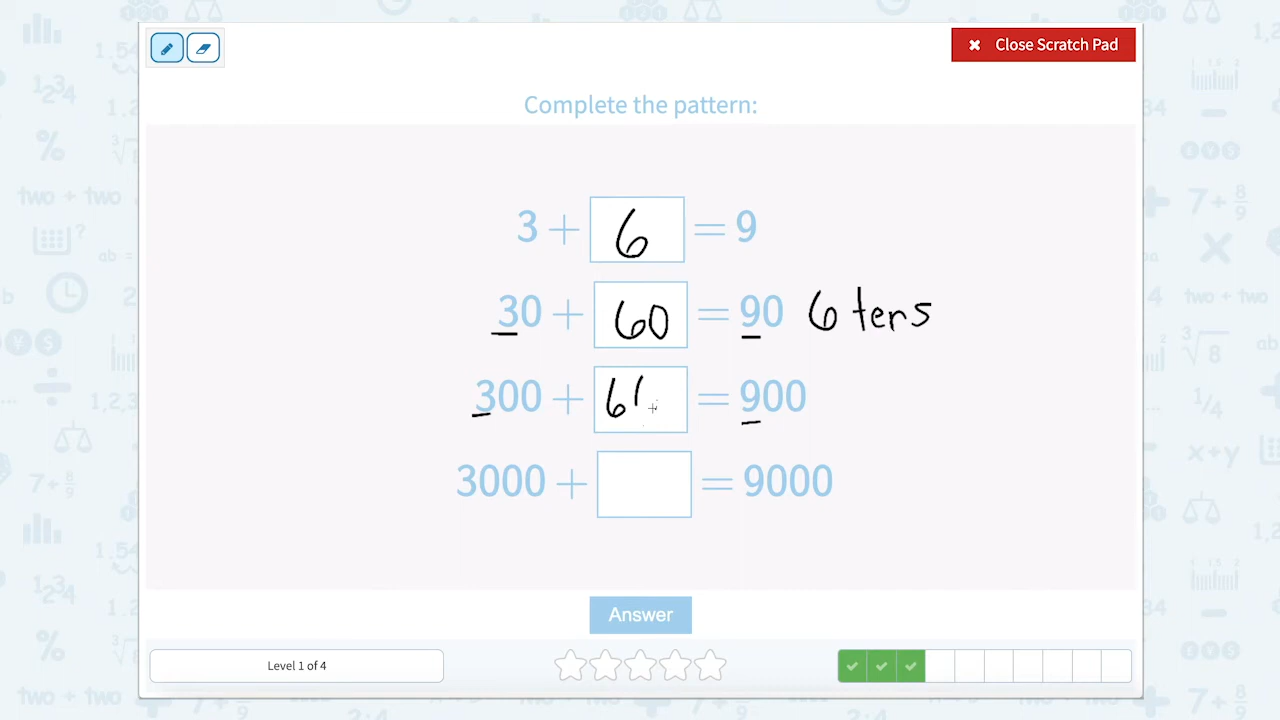 Close Scratch Pad
Complete the pattern:
3 + 6 = 9
30 + 60 = 90 6 tens
300 + 6 = 900
3000 + = 9000
Answer
Level 1 of 4